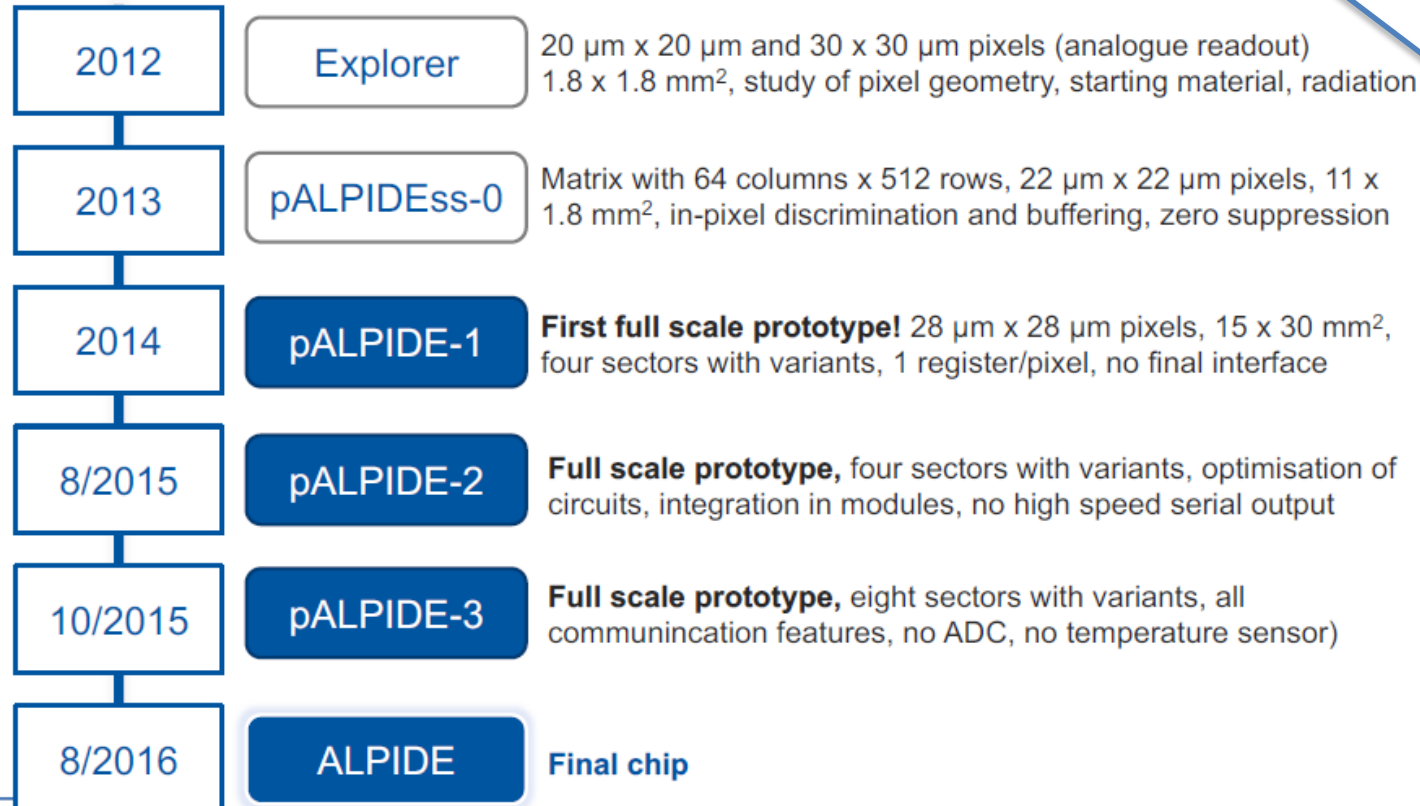 2012
Explorer
20 µm x 20 µm and 30 x 30 µm pixels (analogue readout)
1.8 x 1.8 mm², study of pixel geometry, starting material, radiation
2013
pALPIDEss-0
Matrix with 64 columns x 512 rows, 22 µm x 22 µm pixels, 11 x
1.8 mm², in-pixel discrimination and buffering, zero suppression
2014
pALPIDE-1
First full scale prototype! 28 µm x 28 µm pixels, 15 x 30 mm²,
four sectors with variants, 1 register/pixel, no final interface
8/2015
pALPIDE-2
Full scale prototype, four sectors with variants, optimisation of
circuits, integration in modules, no high speed serial output
10/2015
pALPIDE-3
Full scale prototype, eight sectors with variants, all
communincation features, no ADC, no temperature sensor)
8/2016
ALPIDE
Final chip